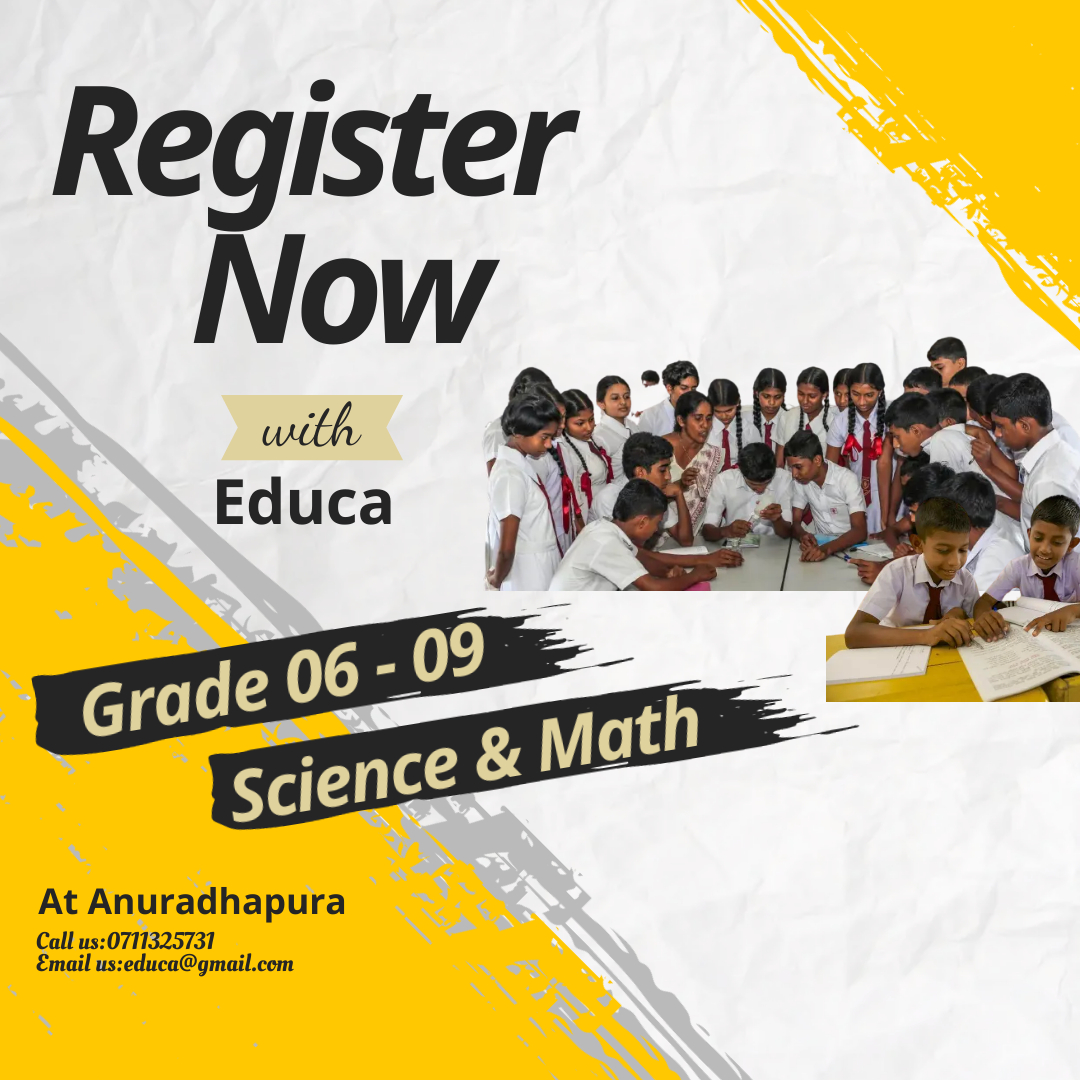 Register
Now
with
Educa
Grade 06 - 09
Science & Math
At Anuradhapura
Call us:0711325731
Email us:educa@gmail.com